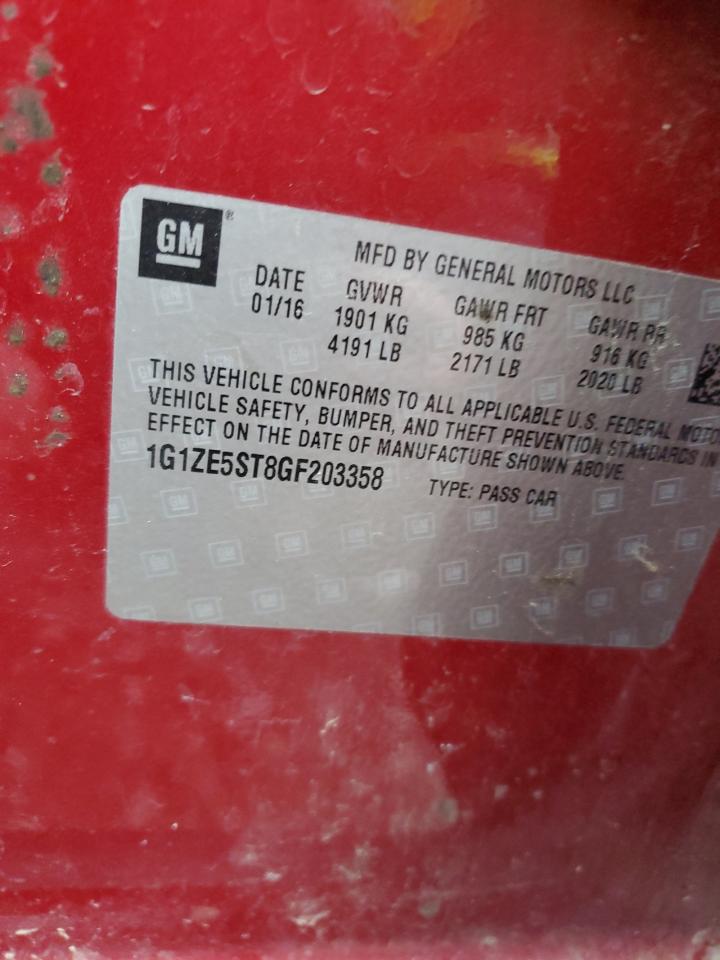 GM®
MFD BY GENERAL MOTORS LLC
DATE GVWR GAWR FRT GAWR RR
01/16 1901 KG 985 KG 916 KG
4191 LB 2171 LB 2020 LB
THIS VEHICLE CONFORMS TO ALL APPLICABLE U.S. FEDERAL MOTO
VEHICLE SAFETY, BUMPER, AND THEFT PREVENTION STANDARDS IN
EFFECT ON THE DATE OF MANUFACTURE SHOWN ABOVE.
1G1ZE5ST8GF203358 TYPE: PASS CAR